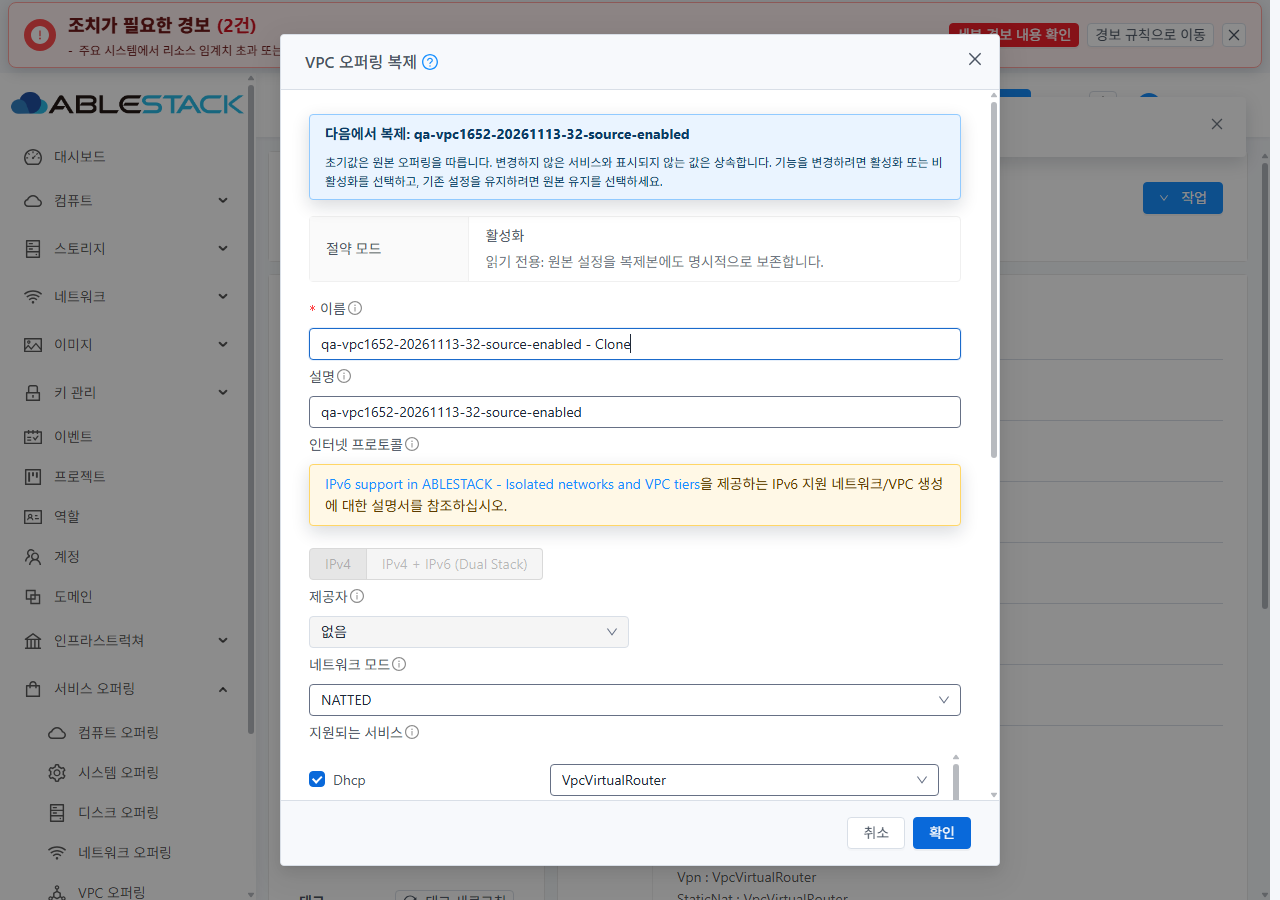 조치가 필요한 경보 (2건)
- 주요 시스템에서 리소스 임계치 초과 또는
경보 내용 확인
경보 규칙으로 이동
ABLESTACK
대시보드
컴퓨트
스토리지
네트워크
이미지
키 관리
이벤트
프로젝트
역할
계정
도메인
인프라스트럭쳐
서비스 오퍼링
컴퓨트 오퍼링
시스템 오퍼링
디스크 오퍼링
네트워크 오퍼링
VPC 오퍼링
작업
VPC 오퍼링 복제
다음에서 복제: qa-vpc1652-20261113-32-source-enabled
초기값은 원본 오퍼링을 따릅니다. 변경하지 않은 서비스와 표시되지 않는 값은 상속합니다. 기능을 변경하려면 활성화 또는 비
활성화를 선택하고, 기존 설정을 유지하려면 원본 유지를 선택하세요.
절약 모드
활성화
읽기 전용: 원본 설정을 복제본에도 명시적으로 보존합니다.
* 이름
qa-vpc1652-20261113-32-source-enabled - Clone
설명
qa-vpc1652-20261113-32-source-enabled
인터넷 프로토콜
IPv6 support in ABLESTACK - Isolated networks and VPC tiers을 제공하는 IPv6 지원 네트워크/VPC 생성
에 대한 설명서를 참조하십시오.
IPv4
IPv4 + IPv6 (Dual Stack)
제공자
없음
네트워크 모드
NATTED
지원되는 서비스
Dhcp
VpcVirtualRouter
취소
확인
Vpn : VpcVirtualRouter
StaticNat : VpcVirtualRouter